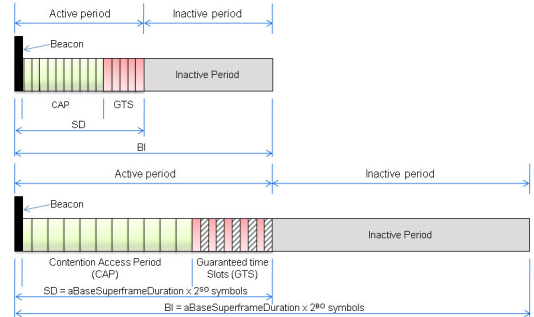 Active period
Inactive period
Beacon
Inactive Period
CAP
GTS
SD
BI
Active period
Inactive period
Beacon
Inactive Period
Contention Access Period
(CAP)
Guaranteed time
Slots (GTS)
SD = aBaseSuperframeDuration x 2^SO symbols
BI = aBaseSuperframeDuration x 2^BO symbols